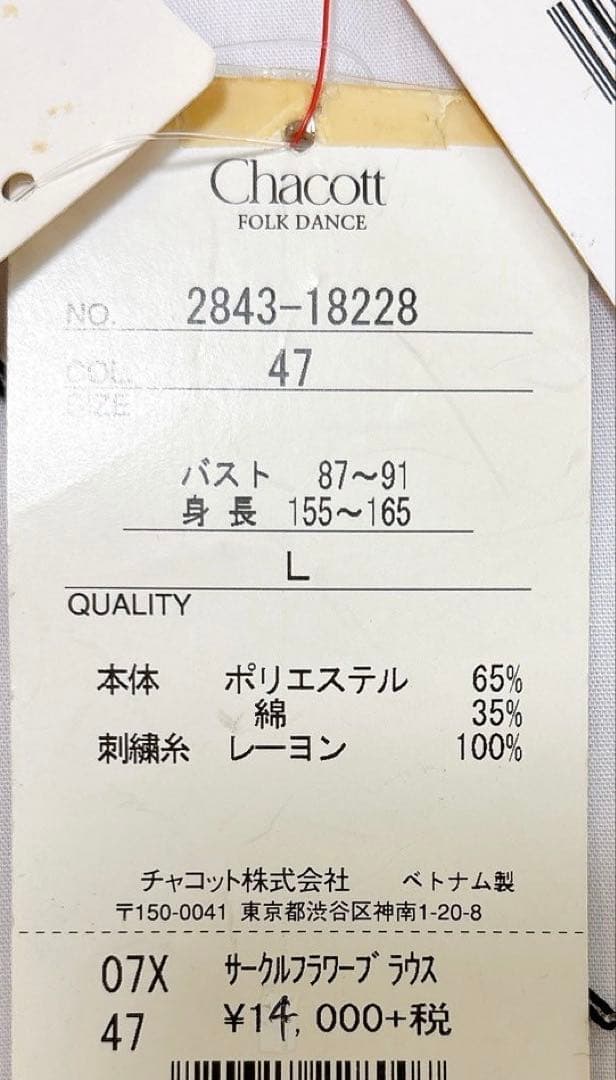 Chacott
FOLK DANCE
NO. 2843-18228
COL. 47
SIZE
バスト 87〜91
身長 155〜165
L
QUALITY
本体 ポリエステル 65%
綿 35%
刺繍糸 レーヨン 100%
チャコット株式会社 ベトナム製
〒150-0041 東京都渋谷区神南1-20-8
07X サークルフラワーブラウス
47 ¥14,000+税